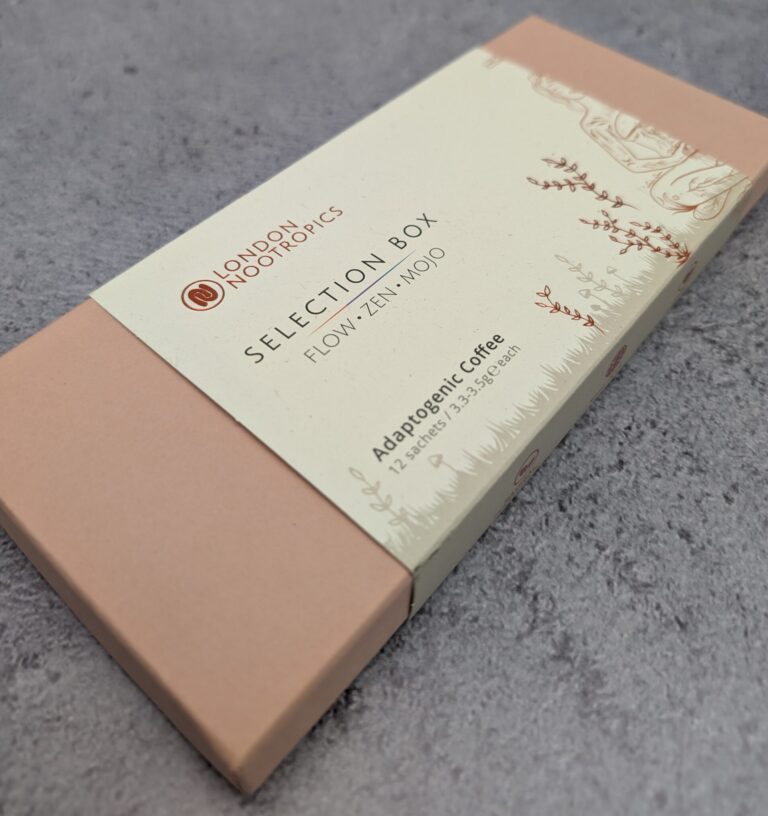 LONDON
NOOTROPICS
SELECTION BOX
FLOW • ZEN • MOJO
Adaptogenic Coffee
12 sachets / 3.3-3.5g℮ each